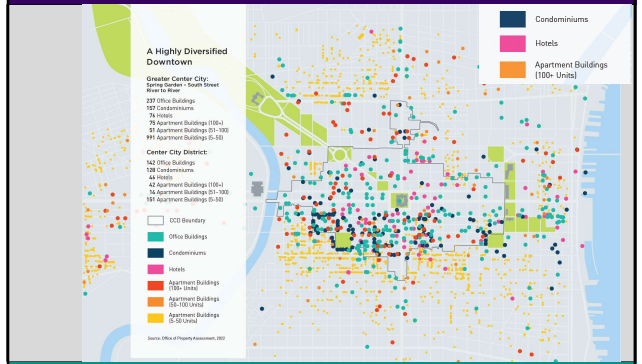 A Highly Diversified
Downtown
Greater Center City:
Spring Garden - South Street
River to River
237 Office Buildings
157 Condominiums
76 Hotels
75 Apartment Buildings (100+)
51 Apartment Buildings (51-100)
991 Apartment Buildings (5-50)
Center City District:
142 Office Buildings
128 Condominiums
44 Hotels
42 Apartment Buildings (100+)
14 Apartment Buildings (51-100)
151 Apartment Buildings (5-50)
CCD Boundary
Office Buildings
Condominiums
Hotels
Apartment Buildings
(100+ Units)
Apartment Buildings
(50-100 Units)
Apartment Buildings
(5-50 Units)
Source: Office of Property Assessment, 2022
Condominiums
Hotels
Apartment Buildings
(100+ Units)